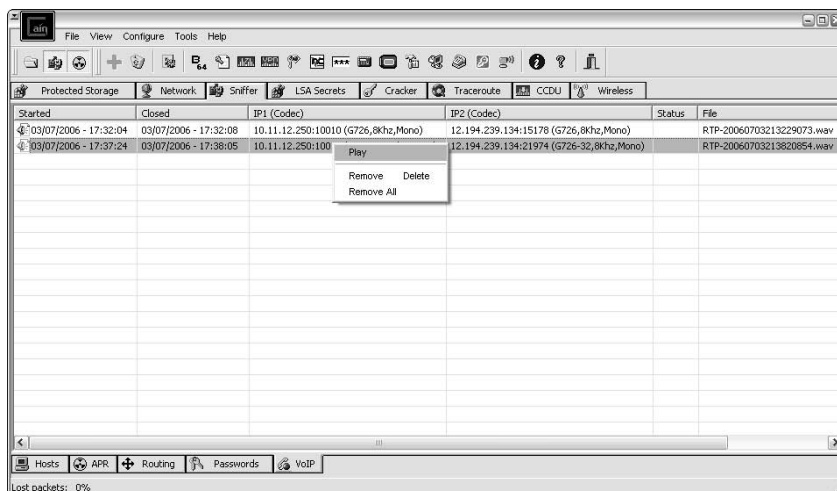 aín
File View Configure Tools Help
B64
Protected Storage Network Sniffer LSA Secrets Cracker Traceroute CCDU Wireless
Started Closed IP1 (Codec) IP2 (Codec) Status File
03/07/2006 - 17:32:04 03/07/2006 - 17:32:08 10.11.12.250:10010 (G726,8Khz,Mono) 12.194.239.134:15178 (G726,8Khz,Mono) RTP-20060703213229073.wav
03/07/2006 - 17:37:24 03/07/2006 - 17:38:05 10.11.12.250:100 12.194.239.134:21974 (G726-32,8Khz,Mono) RTP-20060703213820854.wav
Play
Remove Delete
Remove All
Hosts APR Routing Passwords VoIP
Lost packets: 0%